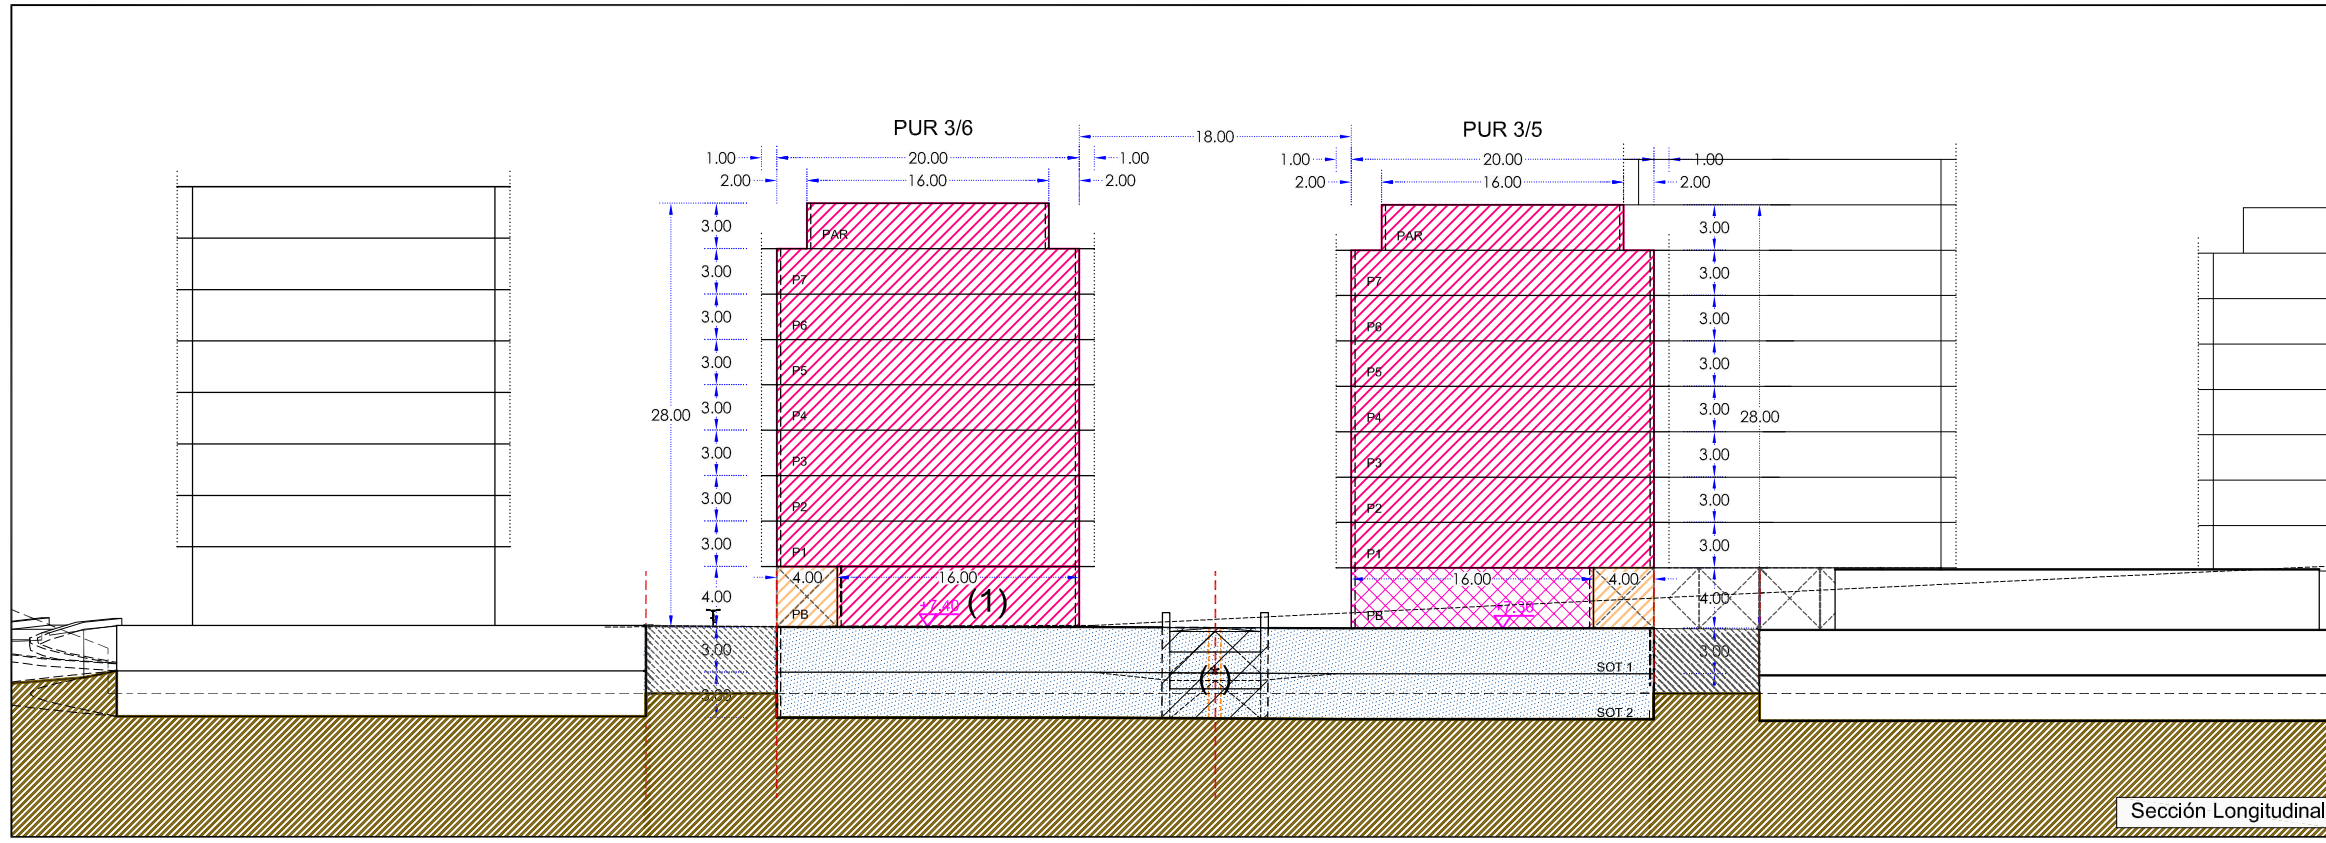 PUR 3/6
18.00
PUR 3/5
1.00 20.00 1.00
1.00 20.00 1.00
2.00 16.00 2.00
2.00 16.00 2.00
3.00 PAR
PAR 3.00
3.00 P7
P7 3.00
3.00 P6
P6 3.00
3.00 P5
P5 3.00
28.00 3.00 P4
P4 3.00 28.00
3.00 P3
P3 3.00
3.00 P2
P2 3.00
3.00 P1
P1 3.00
4.00 16.00
16.00 4.00
4.00 PB +7.40 (1)
PB +7.30 4.00
3.00
SOT 1 3.00
(*)
3.00
SOT 2
Sección Longitudinal